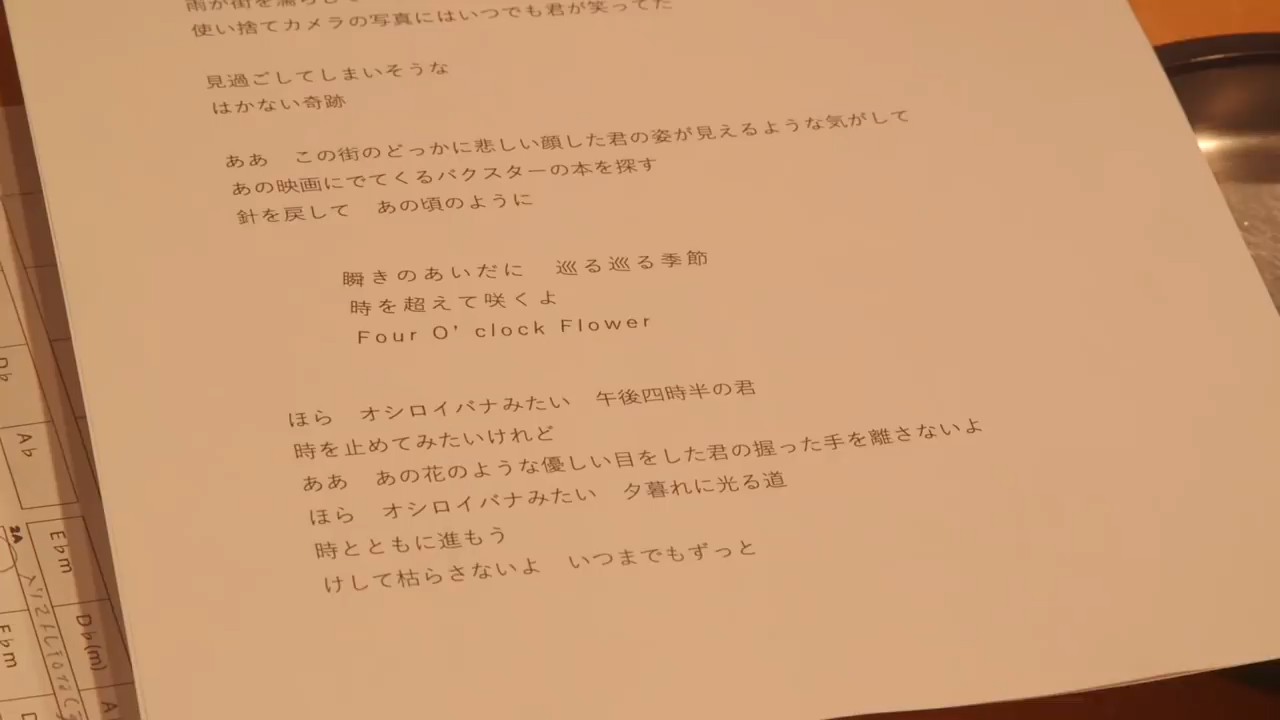 雨が街を濡らして
使い捨てカメラの写真にはいつでも君が笑ってた
見過ごしてしまいそうな
はかない奇跡
ああ　この街のどっかに悲しい顔した君の姿が見えるような気がして
あの映画にでてくるバクスターの本を探す
針を戻して　あの頃のように
瞬きのあいだに　巡る巡る季節
時を超えて咲くよ
Four O' clock Flower
ほら　オシロイバナみたい　午後四時半の君
時を止めてみたいけれど
ああ　あの花のような優しい目をした君の握った手を離さないよ
ほら　オシロイバナみたい　夕暮れに光る道
時とともに進もう
けして枯らさないよ　いつまでもずっと
Db
Ab
2A
Ebm
Db(m)
Ebm